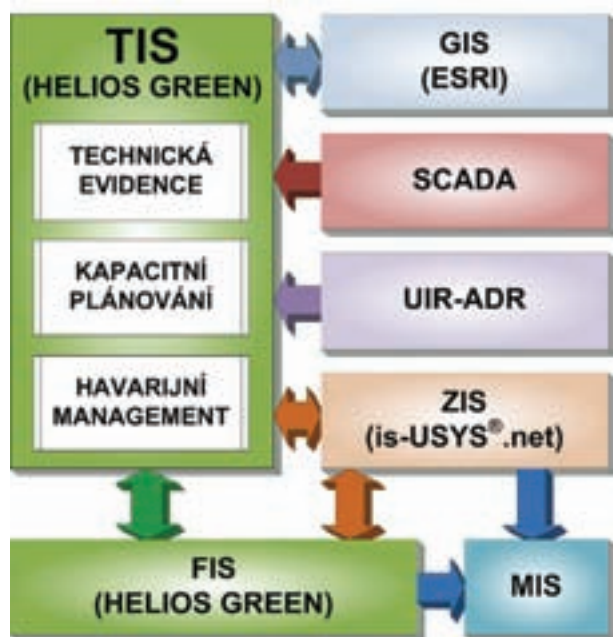 TIS
(HELIOS GREEN)
TECHNICKÁ
EVIDENCE
KAPACITNÍ
PLÁNOVÁNÍ
HAVARIJNÍ
MANAGEMENT
GIS
(ESRI)
SCADA
UIR-ADR
ZIS
(is-USYS®.net)
FIS
(HELIOS GREEN)
MIS